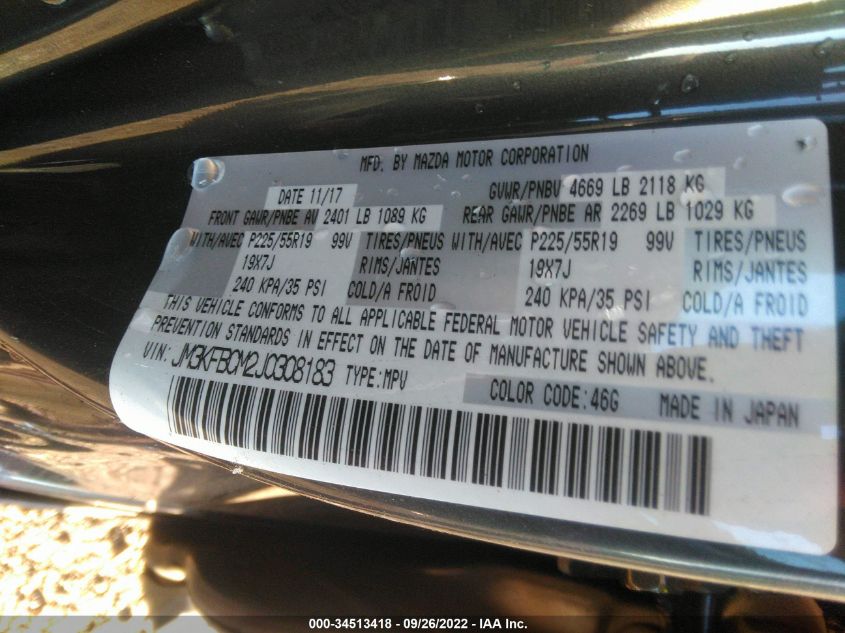 MFD. BY MAZDA MOTOR CORPORATION
DATE 11/17 GVWR/PNBV 4669 LB 2118 KG
FRONT GAWR/PNBE AV 2401 LB 1089 KG REAR GAWR/PNBE AR 2269 LB 1029 KG
WITH/AVEC P225/55R19 99V TIRES/PNEUS WITH/AVEC P225/55R19 99V TIRES/PNEUS
19X7J RIMS/JANTES 19X7J RIMS/JANTES
240 KPA/35 PSI COLD/A FROID 240 KPA/35 PSI COLD/A FROID
THIS VEHICLE CONFORMS TO ALL APPLICABLE FEDERAL MOTOR VEHICLE SAFETY AND THEFT
PREVENTION STANDARDS IN EFFECT ON THE DATE OF MANUFACTURE SHOWN ABOVE.
VIN: JM3KFBCM2J0308183 TYPE:MPV
COLOR CODE:46G MADE IN JAPAN
000-34513418 - 09/26/2022 - IAA Inc.